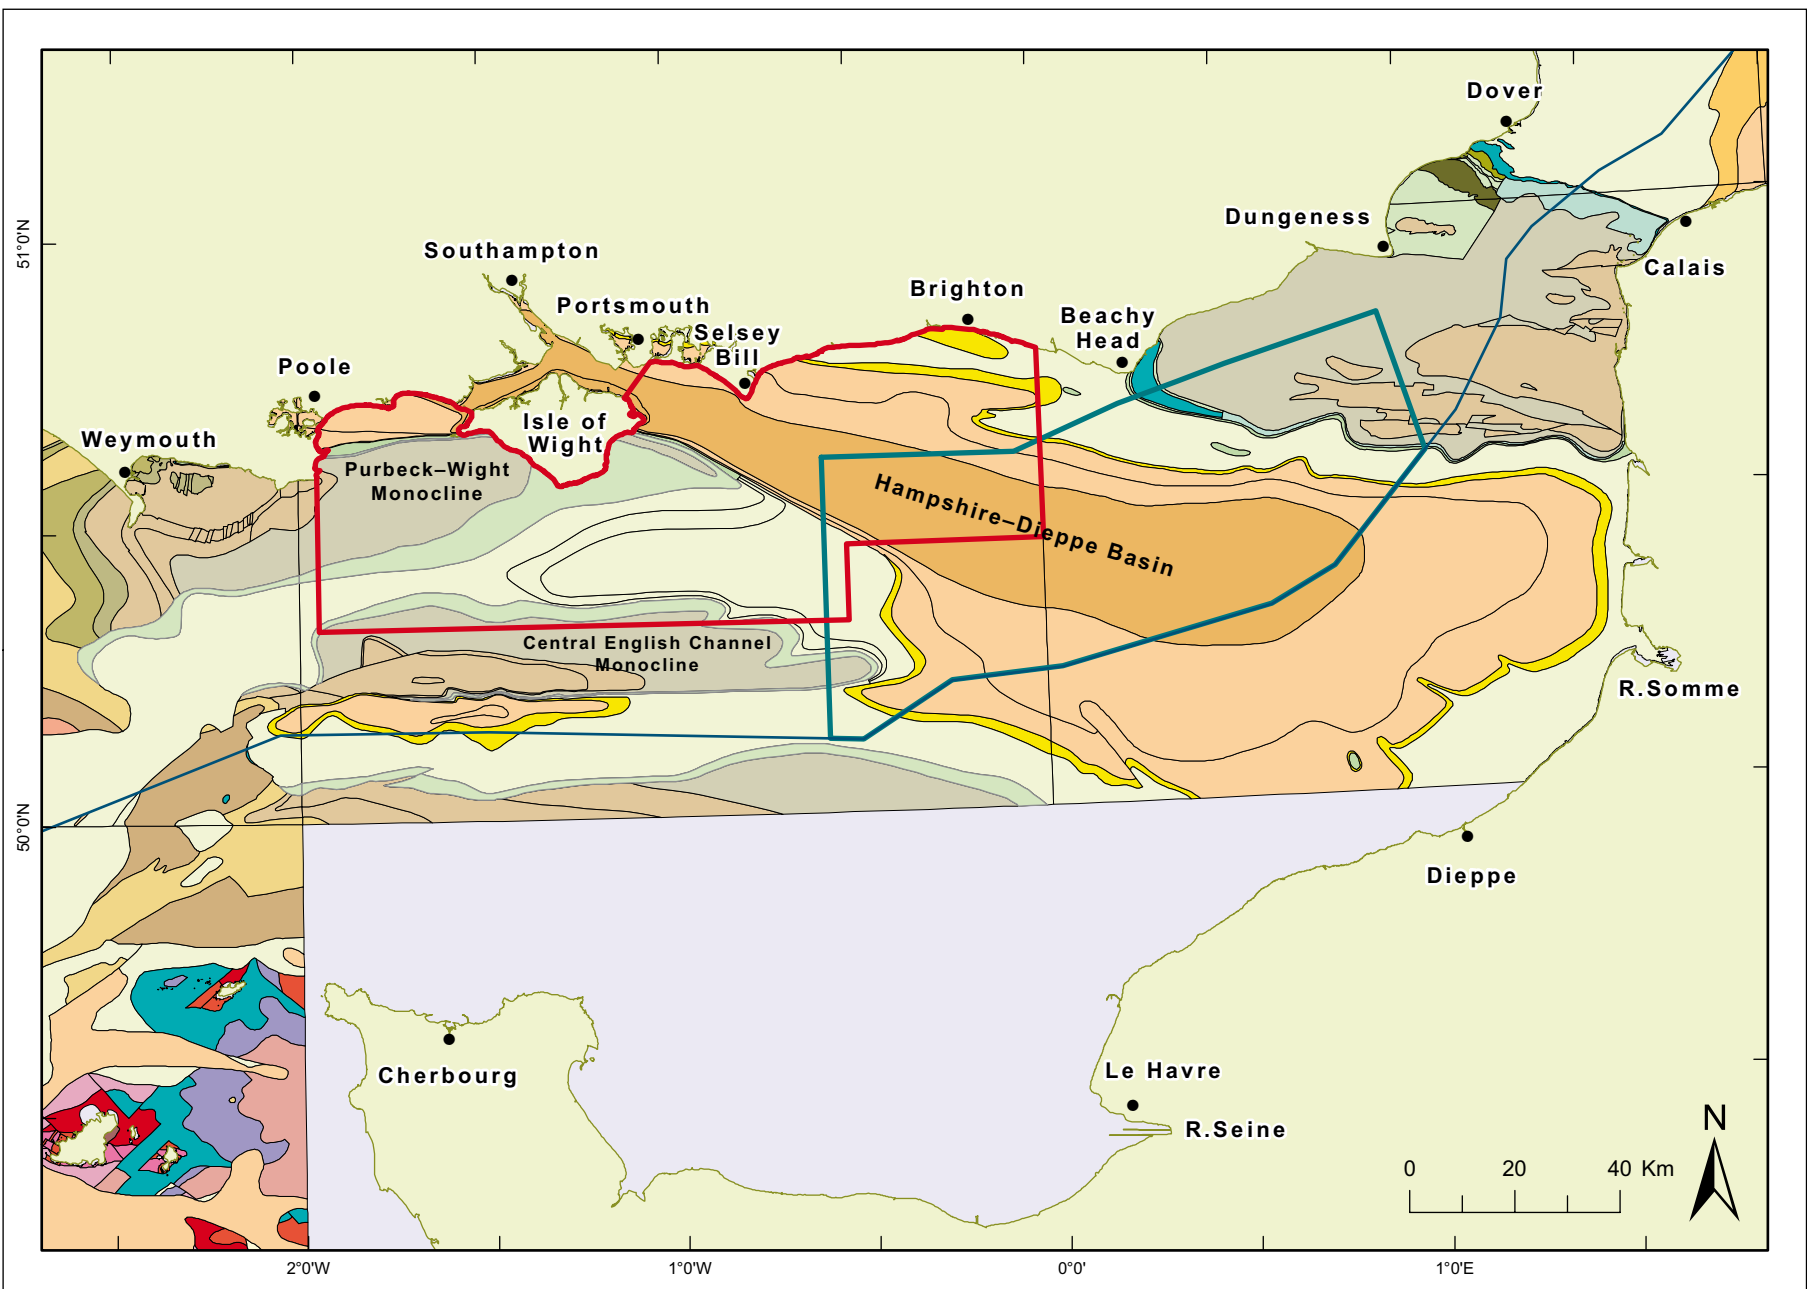 Dover
Dungeness
Calais
Southampton
Portsmouth
Selsey
Bill
Brighton
Beachy
Head
Poole
Isle of
Wight
Weymouth
Purbeck–Wight
Monocline
Hampshire–Dieppe Basin
Central English Channel
Monocline
R.Somme
Dieppe
Cherbourg
Le Havre
R.Seine
N
0 20 40 Km
51°0'N
50°0'N
2°0'W 1°0'W 0°0' 1°0'E